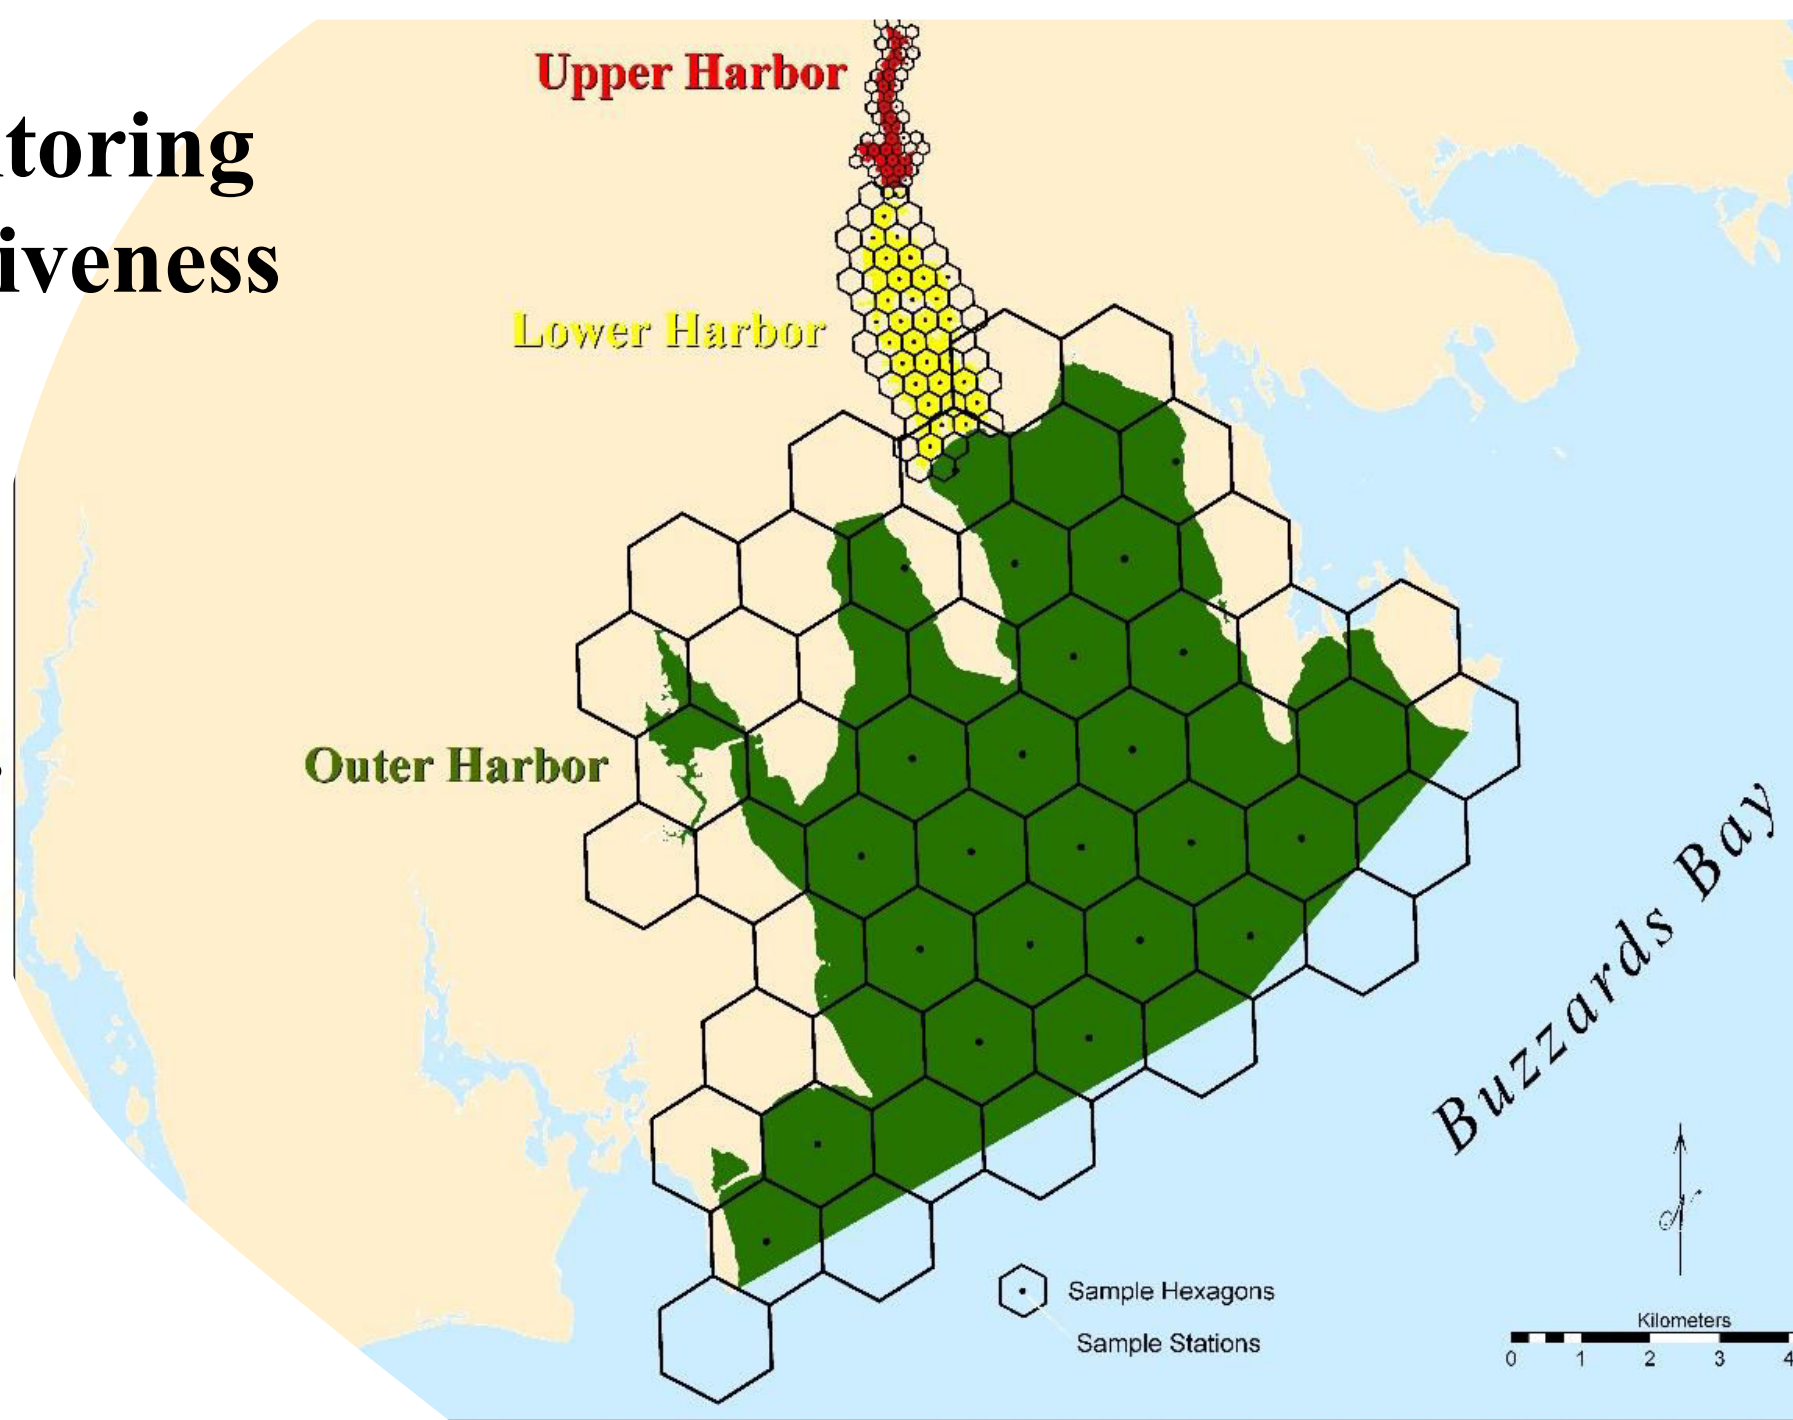 Upper Harbor
toring
iveness
Lower Harbor
Outer Harbor
Buzzards Bay
Sample Hexagons
Sample Stations
Kilometers
0 1 2 3 4